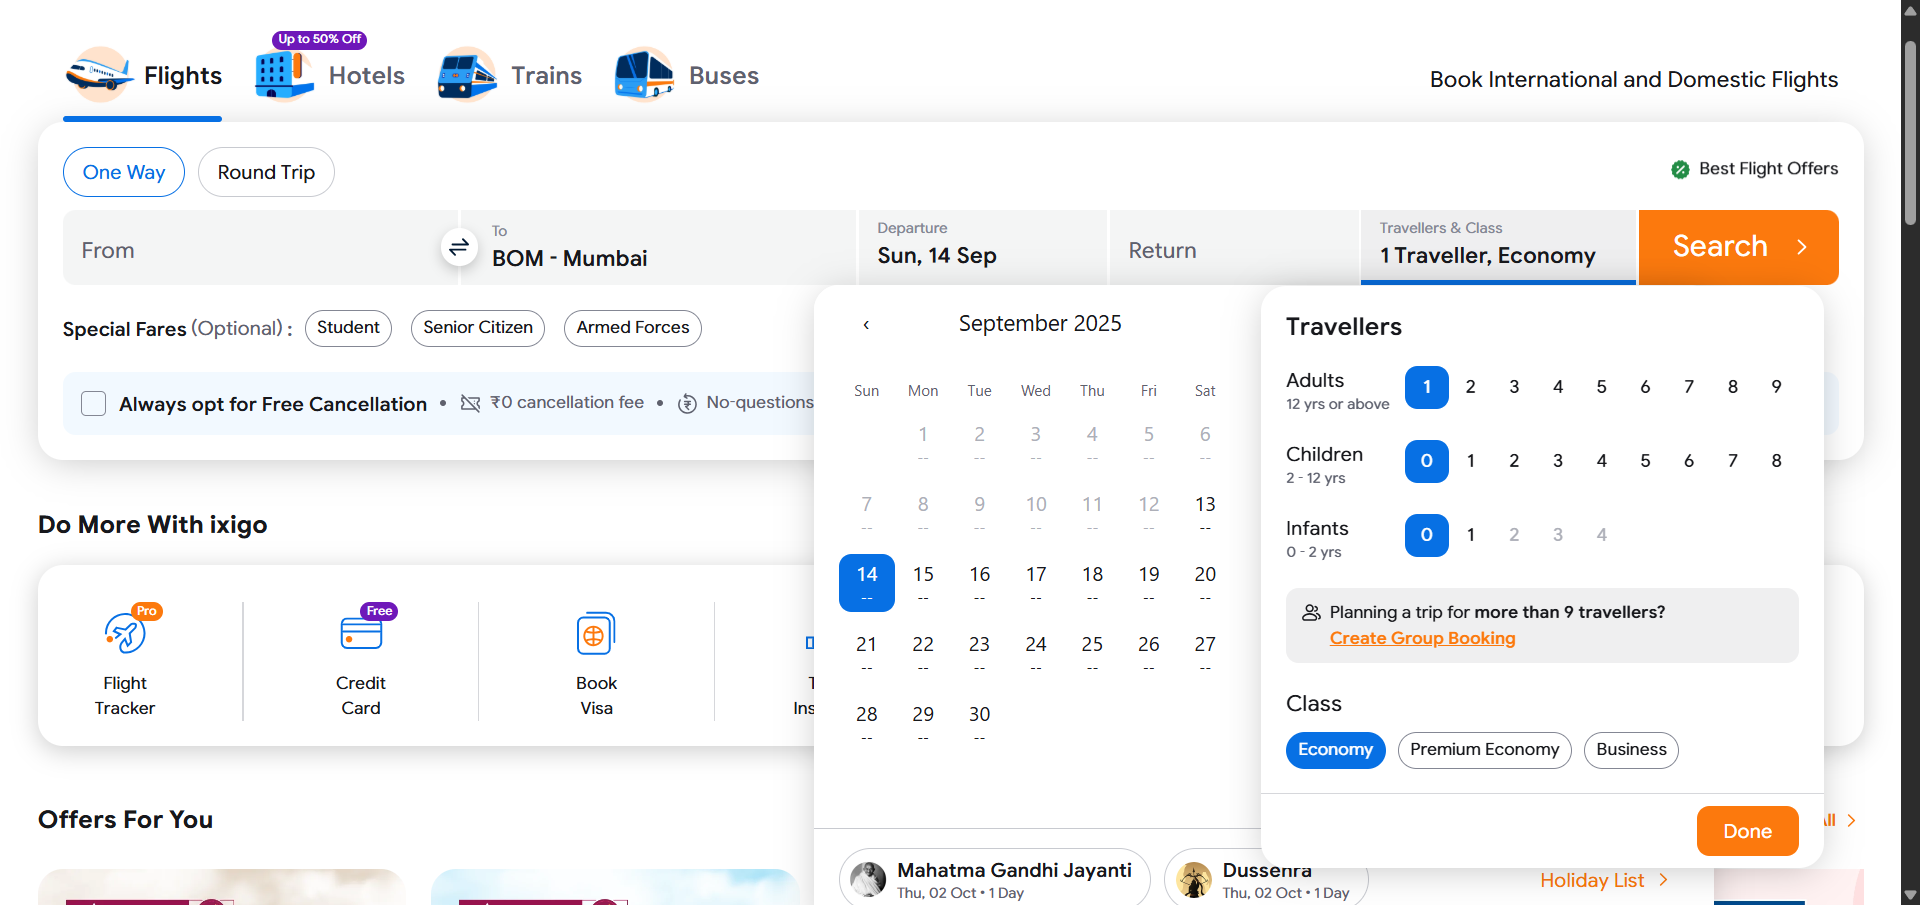 Up to 50% Off
Flights
Hotels
Trains
Buses
Book International and Domestic Flights
One Way
Round Trip
Best Flight Offers
From
To
BOM - Mumbai
Departure
Sun, 14 Sep
Return
Travellers & Class
1 Traveller, Economy
Search
Special Fares (Optional) :
Student
Senior Citizen
Armed Forces
Always opt for Free Cancellation • ₹0 cancellation fee • No-questions
‹ September 2025
Sun Mon Tue Wed Thu Fri Sat
1 2 3 4 5 6
-- -- -- -- -- --
7 8 9 10 11 12 13
-- -- -- -- -- -- --
14 15 16 17 18 19 20
-- -- -- -- -- -- --
21 22 23 24 25 26 27
-- -- -- -- -- -- --
28 29 30
-- -- --
Mahatma Gandhi Jayanti
Thu, 02 Oct • 1 Day
Dussehra
Thu, 02 Oct • 1 Day
Holiday List
Travellers
Adults
12 yrs or above
1 2 3 4 5 6 7 8 9
Children
2 - 12 yrs
0 1 2 3 4 5 6 7 8
Infants
0 - 2 yrs
0 1 2 3 4
Planning a trip for more than 9 travellers?
Create Group Booking
Class
Economy
Premium Economy
Business
Done
Do More With ixigo
Pro
Flight
Tracker
Free
Credit
Card
Book
Visa
Offers For You